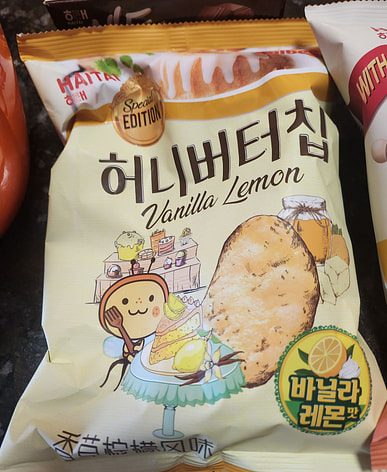 HAITAI
해태
Special
EDITION
허니버터칩
Vanilla Lemon
바닐라
레몬맛
香草柠檬风味
WITH